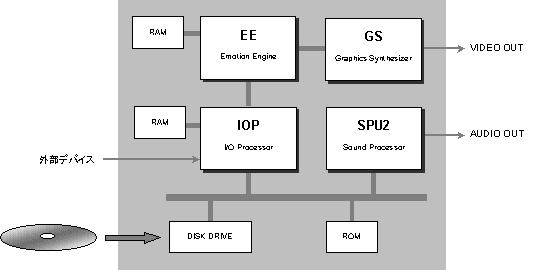 RAM
EE
Emotion Engine
GS
Graphics Synthesizer
VIDEO OUT
RAM
IOP
I/O Processor
SPU2
Sound Processor
AUDIO OUT
外部デバイス
DISK DRIVE
ROM